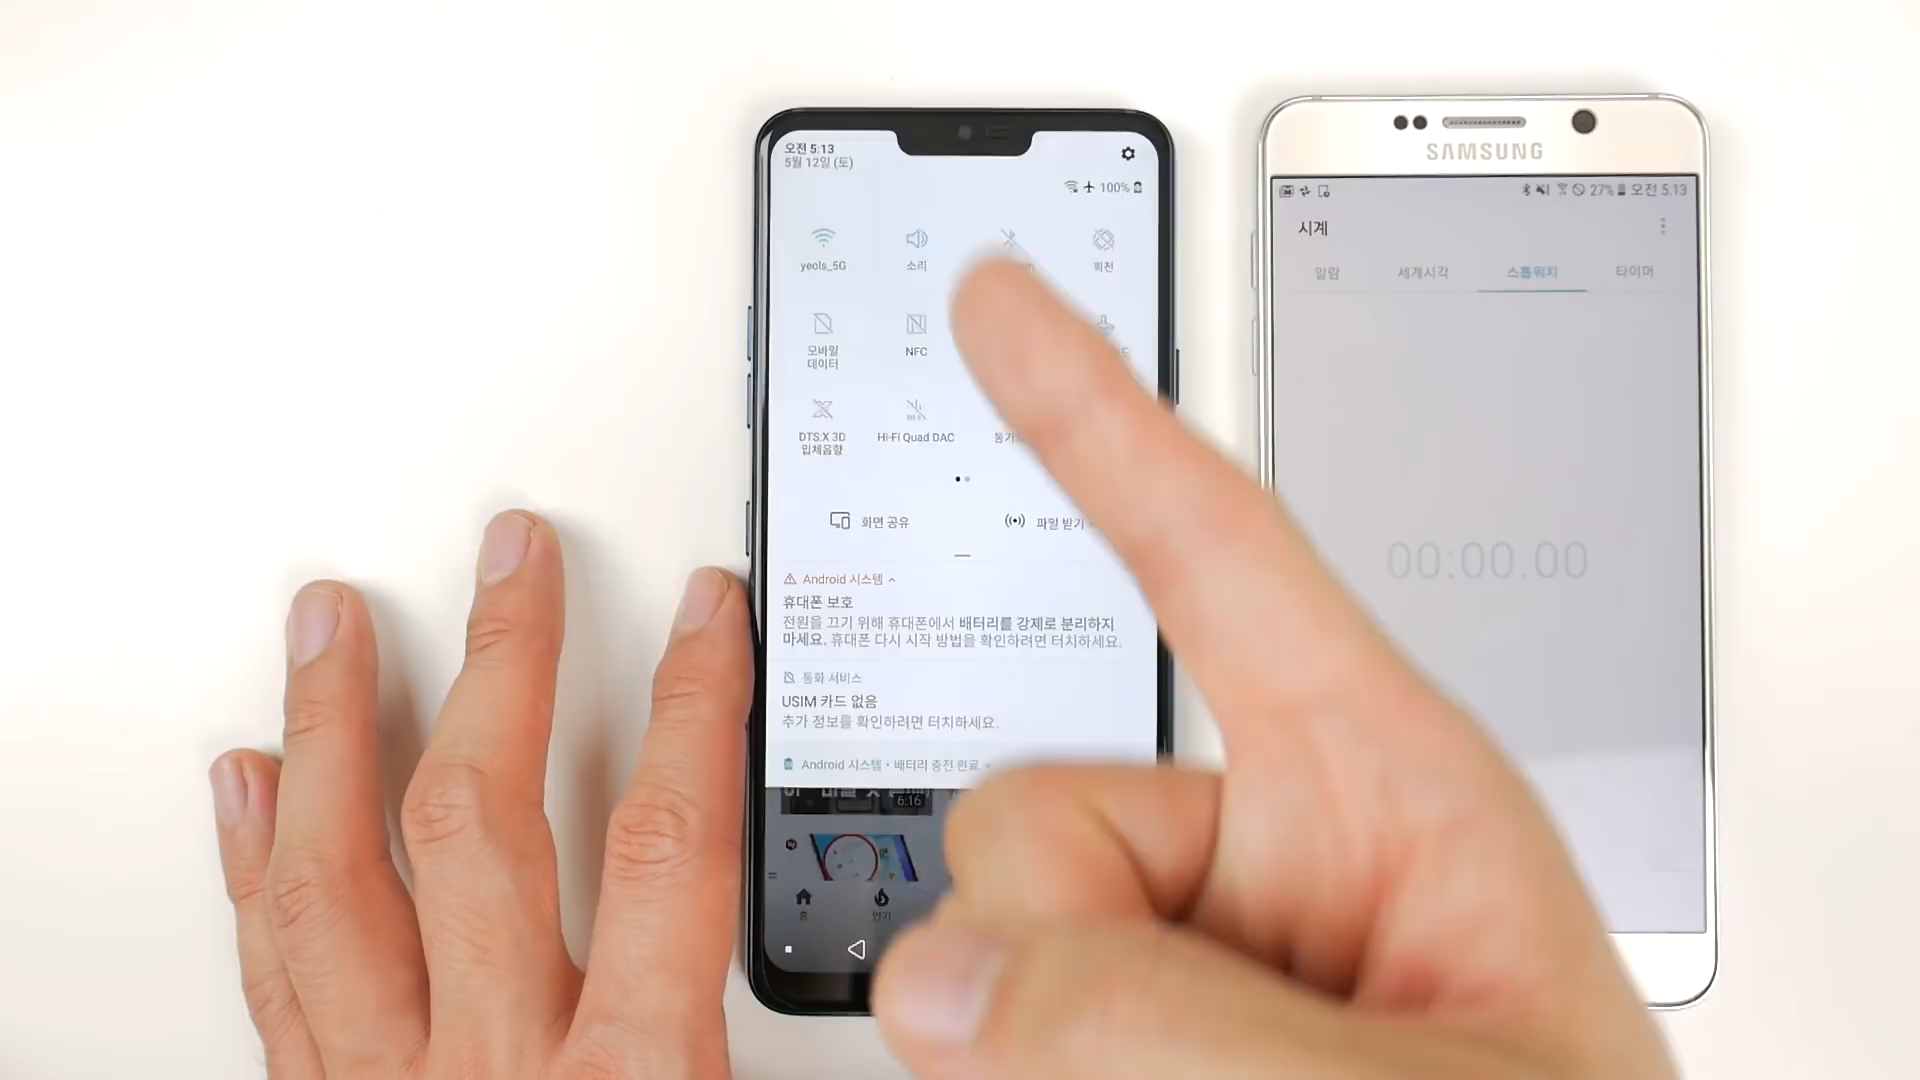 오전 5:13
5월 12일 (토)
100%
yeols_5G
소리
회전
모바일
데이터
NFC
DTS:X 3D
입체음향
Hi-Fi Quad DAC
화면 공유
파일 받기
Android 시스템
휴대폰 보호
전원을 끄기 위해 휴대폰에서 배터리를 강제로 분리하지
마세요. 휴대폰 다시 시작 방법을 확인하려면 터치하세요.
통화 서비스
USIM 카드 없음
추가 정보를 확인하려면 터치하세요.
Android 시스템 • 배터리 충전 완료
6:16
홈
인기
SAMSUNG
27% 오전 5:13
시계
알람
세계시각
스톱워치
타이머
00:00.00